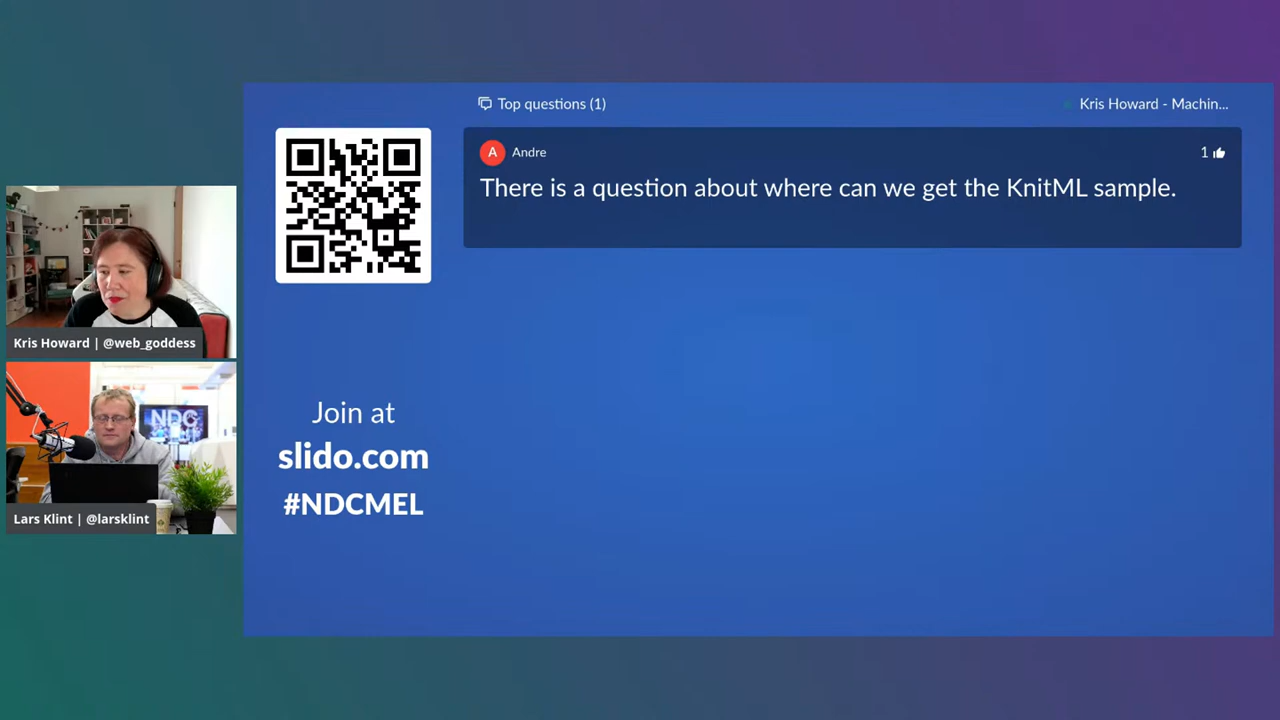 Top questions (1)
Kris Howard - Machin...
A
Andre
1
There is a question about where can we get the KnitML sample.
Kris Howard | @web_goddess
NDC
Lars Klint | @larsklint
Join at
slido.com
#NDCMEL